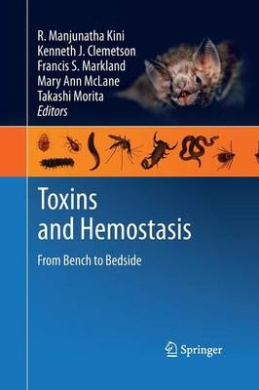 R. Manjunatha Kini
Kenneth J. Clemetson
Francis S. Markland
Mary Ann McLane
Takashi Morita
Editors
Toxins
and Hemostasis
From Bench to Bedside
Springer